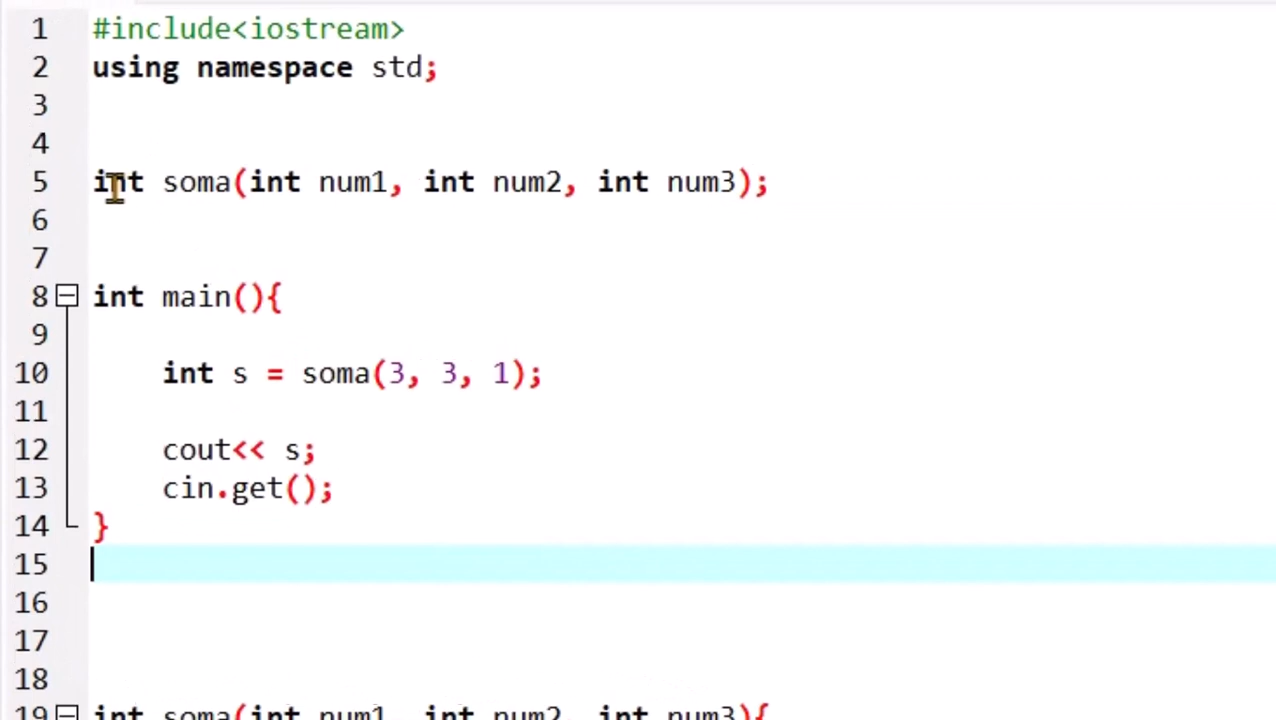 1 #include<iostream>
2 using namespace std;
3
4
5 int soma(int num1, int num2, int num3);
6
7
8 int main(){
9
10 int s = soma(3, 3, 1);
11
12 cout<< s;
13 cin.get();
14 }
15
16
17
18
19 int soma(int num1, int num2, int num3){